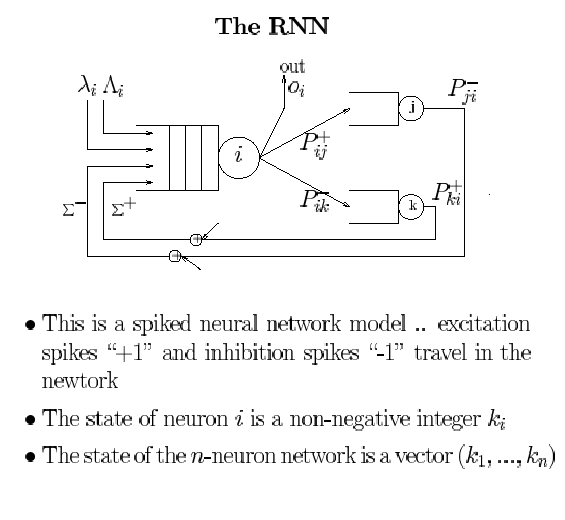 The RNN
out
λᵢ Λᵢ
oᵢ
P⁻ⱼᵢ
j
i
P⁺ᵢⱼ
P⁻ᵢₖ
k
P⁺ₖᵢ
Σ⁻ Σ⁺
+
+
• This is a spiked neural network model .. excitation
spikes “+1” and inhibition spikes “-1” travel in the
newtork
• The state of neuron i is a non-negative integer kᵢ
• The state of the n-neuron network is a vector (k₁, ..., kₙ)